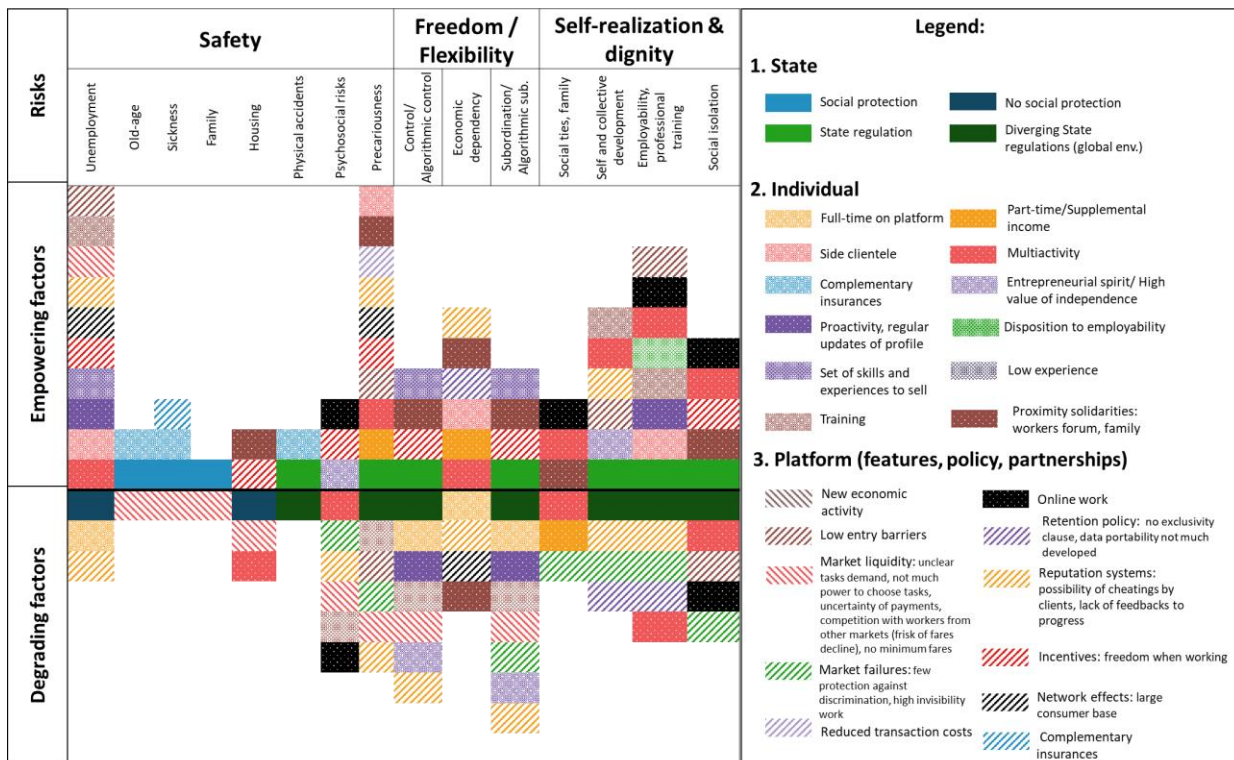 Risks
Safety
Freedom /
Flexibility
Self-realization &
dignity
Unemployment
Old-age
Sickness
Family
Housing
Physical accidents
Psychosocial risks
Precariousness
Control/
Algorithmic control
Economic
dependency
Subordination/
Algorithmic sub.
Social ties, family
Self and collective
development
Employability,
professional
training
Social isolation
Empowering factors
Degrading factors
Legend:
1. State
Social protection
No social protection
State regulation
Diverging State
regulations (global env.)
2. Individual
Full-time on platform
Part-time/Supplemental
income
Side clientele
Multiactivity
Complementary
insurances
Entrepreneurial spirit/ High
value of independence
Proactivity, regular
updates of profile
Disposition to employability
Set of skills and
experiences to sell
Low experience
Training
Proximity solidarities:
workers forum, family
3. Platform (features, policy, partnerships)
New economic
activity
Online work
Low entry barriers
Retention policy: no exclusivity
clause, data portability not much
developed
Market liquidity: unclear
tasks demand, not much
power to choose tasks,
uncertainty of payments,
competition with workers from
other markets (frisk of fares
decline), no minimum fares
Reputation systems:
possibility of cheatings by
clients, lack of feedbacks to
progress
Incentives: freedom when working
Market failures: few
protection against
discrimination, high invisibility
work
Network effects: large
consumer base
Reduced transaction costs
Complementary
insurances